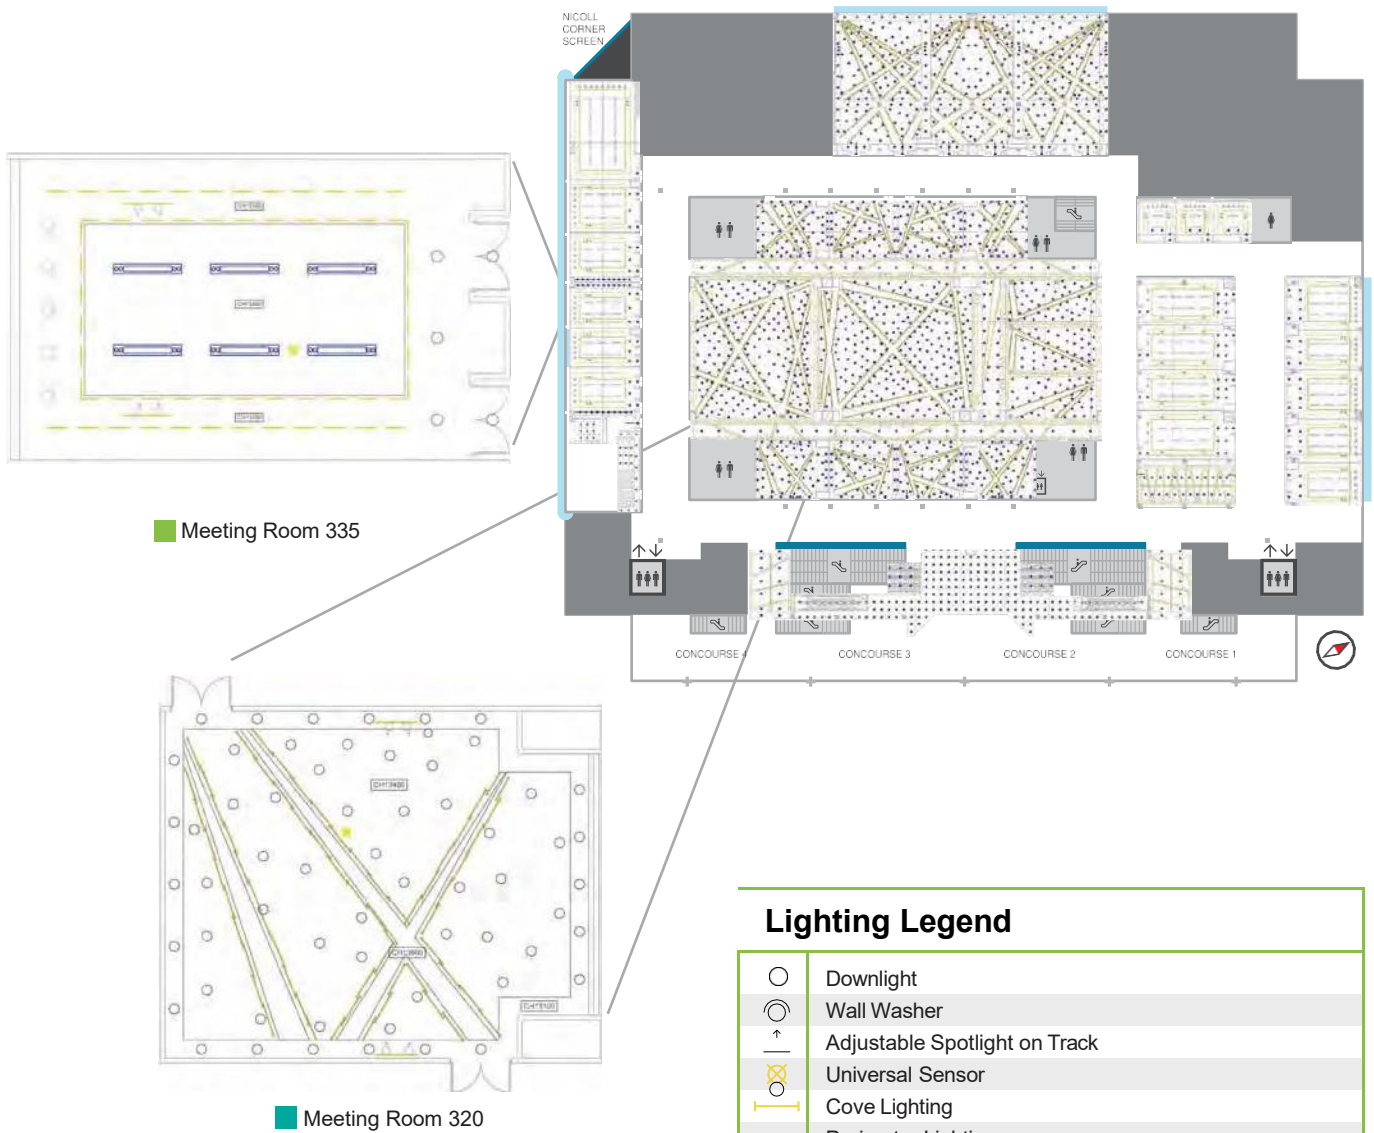 NICOLL
CORNER
SCREEN
Meeting Room 335
CONCOURSE 4
CONCOURSE 3
CONCOURSE 2
CONCOURSE 1
Meeting Room 320
Lighting Legend
Downlight
Wall Washer
Adjustable Spotlight on Track
Universal Sensor
Cove Lighting